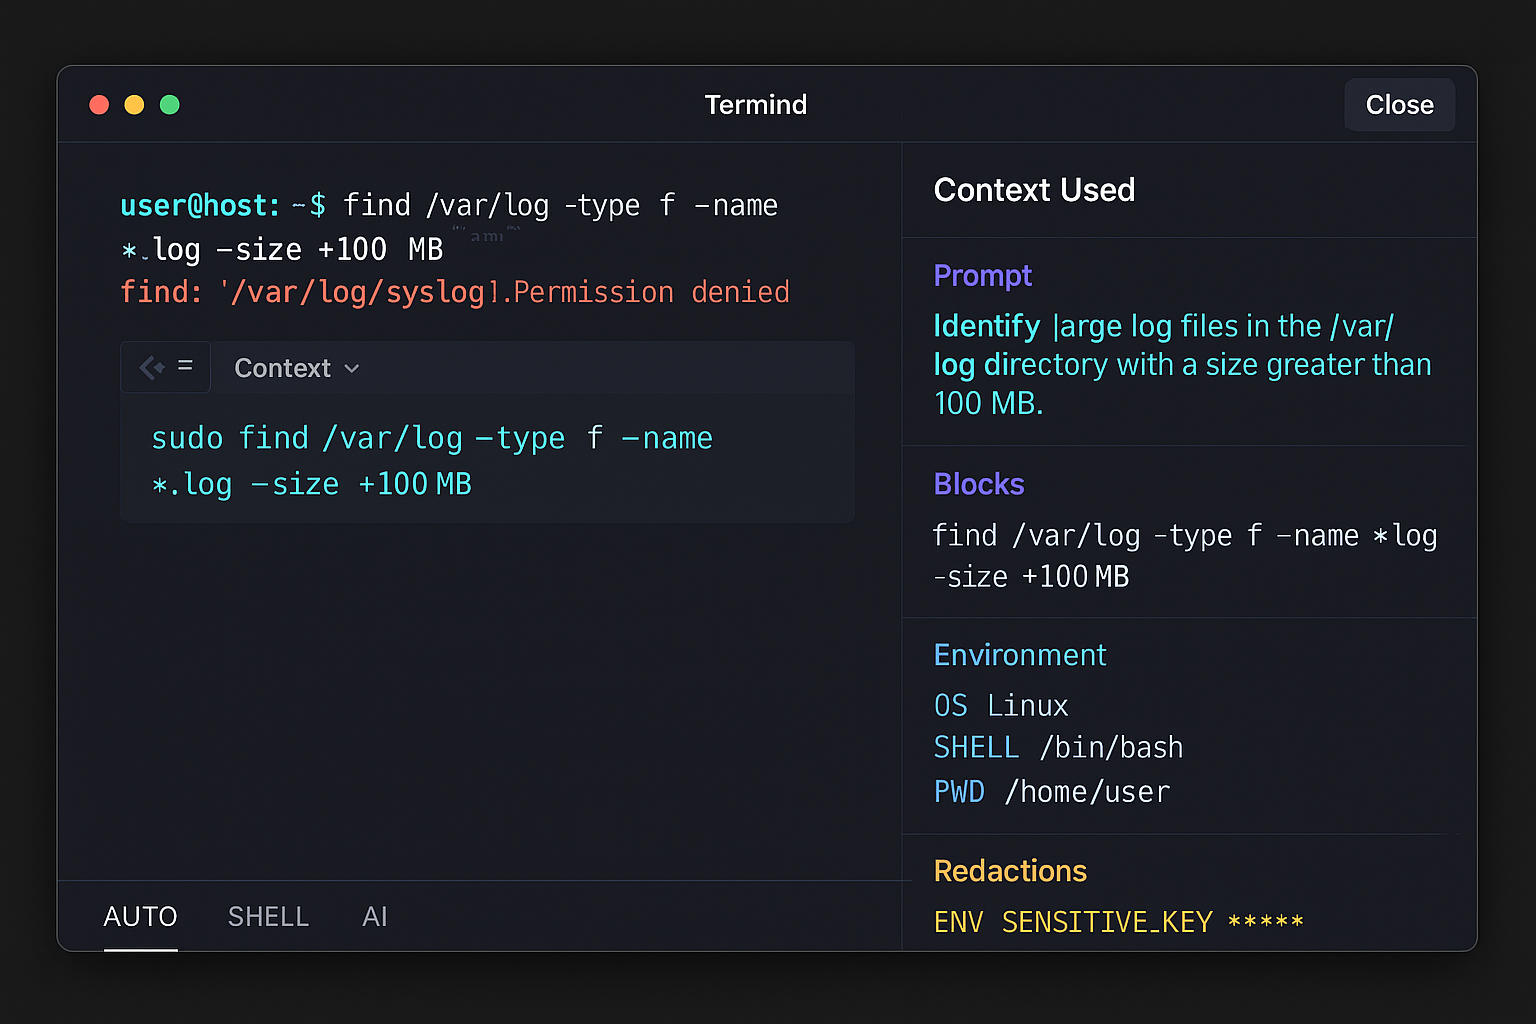 Termind
Close
user@host: ~$ find /var/log -type f -name
*.log -size +100 MB
find: '/var/log/syslog].Permission denied
Context
sudo find /var/log -type f -name
*.log -size +100 MB
AUTO SHELL AI
Context Used
Prompt
Identify |arge log files in the /var/
log directory with a size greater than
100 MB.
Blocks
find /var/log -type f -name *log
-size +100 MB
Environment
OS Linux
SHELL /bin/bash
PWD /home/user
Redactions
ENV SENSITIVE_KEY *****